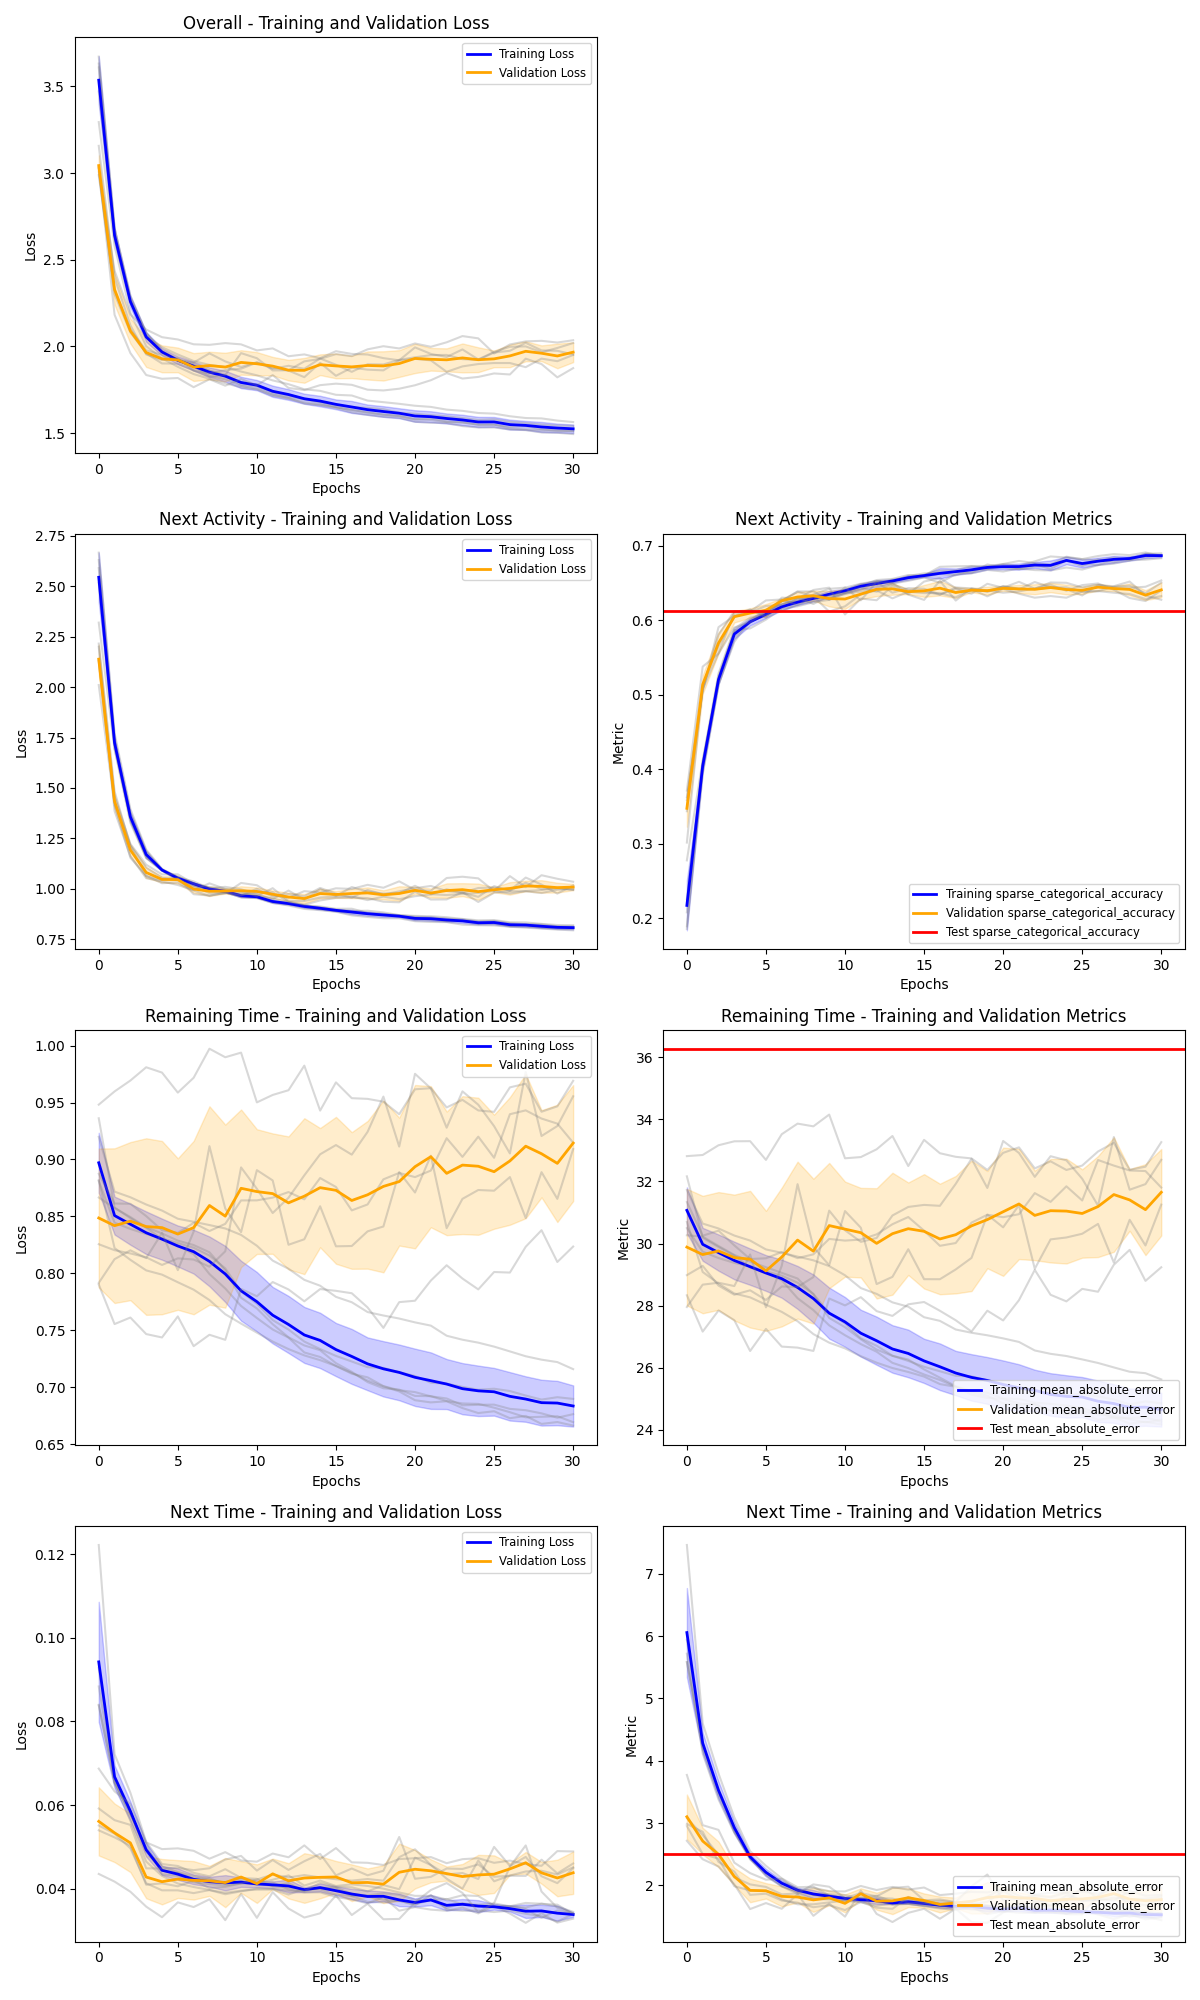 Overall - Training and Validation Loss
Training Loss
Validation Loss
3.5
3.0
2.5
2.0
1.5
Loss
0 5 10 15 20 25 30
Epochs
Next Activity - Training and Validation Loss
Training Loss
Validation Loss
2.75
2.50
2.25
2.00
1.75
1.50
1.25
1.00
0.75
Loss
0 5 10 15 20 25 30
Epochs
Next Activity - Training and Validation Metrics
0.7
0.6
0.5
0.4
0.3
0.2
Metric
Training sparse_categorical_accuracy
Validation sparse_categorical_accuracy
Test sparse_categorical_accuracy
0 5 10 15 20 25 30
Epochs
Remaining Time - Training and Validation Loss
Training Loss
Validation Loss
1.00
0.95
0.90
0.85
0.80
0.75
0.70
0.65
Loss
0 5 10 15 20 25 30
Epochs
Remaining Time - Training and Validation Metrics
36
34
32
30
28
26
24
Metric
Training mean_absolute_error
Validation mean_absolute_error
Test mean_absolute_error
0 5 10 15 20 25 30
Epochs
Next Time - Training and Validation Loss
Training Loss
Validation Loss
0.12
0.10
0.08
0.06
0.04
Loss
0 5 10 15 20 25 30
Epochs
Next Time - Training and Validation Metrics
7
6
5
4
3
2
Metric
Training mean_absolute_error
Validation mean_absolute_error
Test mean_absolute_error
0 5 10 15 20 25 30
Epochs